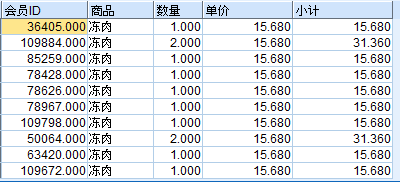 会员ID 商品 数量 单价 小计
36405.000 冻肉 1.000 15.680 15.680
109884.000 冻肉 2.000 15.680 31.360
85259.000 冻肉 1.000 15.680 15.680
78428.000 冻肉 1.000 15.680 15.680
78626.000 冻肉 1.000 15.680 15.680
78967.000 冻肉 1.000 15.680 15.680
109798.000 冻肉 1.000 15.680 15.680
50064.000 冻肉 2.000 15.680 31.360
63420.000 冻肉 1.000 15.680 15.680
109672.000 冻肉 1.000 15.680 15.680